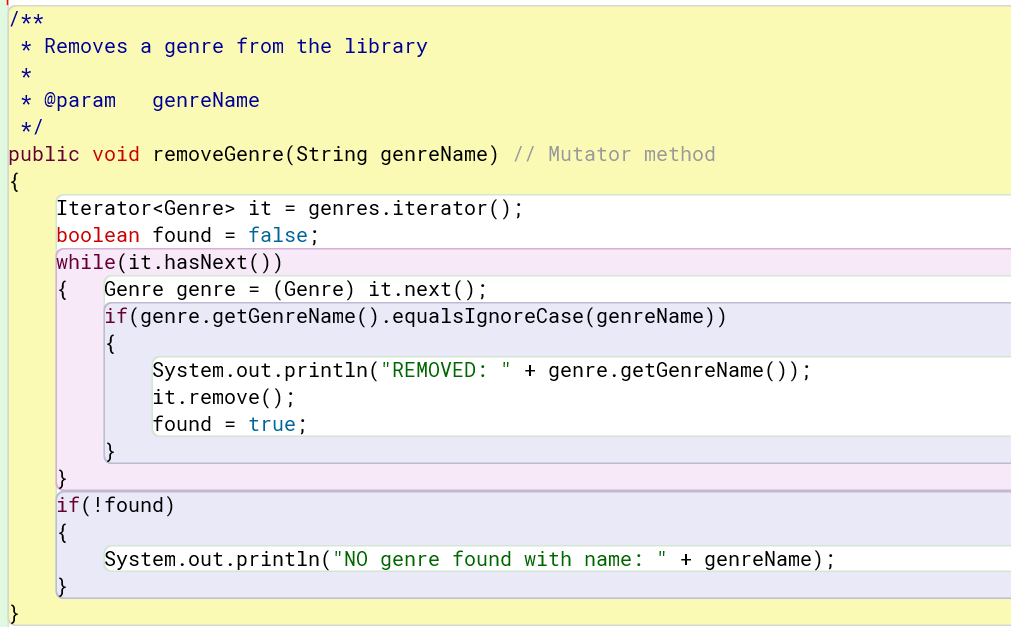 /**
 * Removes a genre from the library
 *
 * @param   genreName
 */
public void removeGenre(String genreName) // Mutator method
{
    Iterator<Genre> it = genres.iterator();
    boolean found = false;
    while(it.hasNext())
    {   Genre genre = (Genre) it.next();
        if(genre.getGenreName().equalsIgnoreCase(genreName))
        {
            System.out.println("REMOVED: " + genre.getGenreName());
            it.remove();
            found = true;
        }
    }
    if(!found)
    {
        System.out.println("NO genre found with name: " + genreName);
    }
}